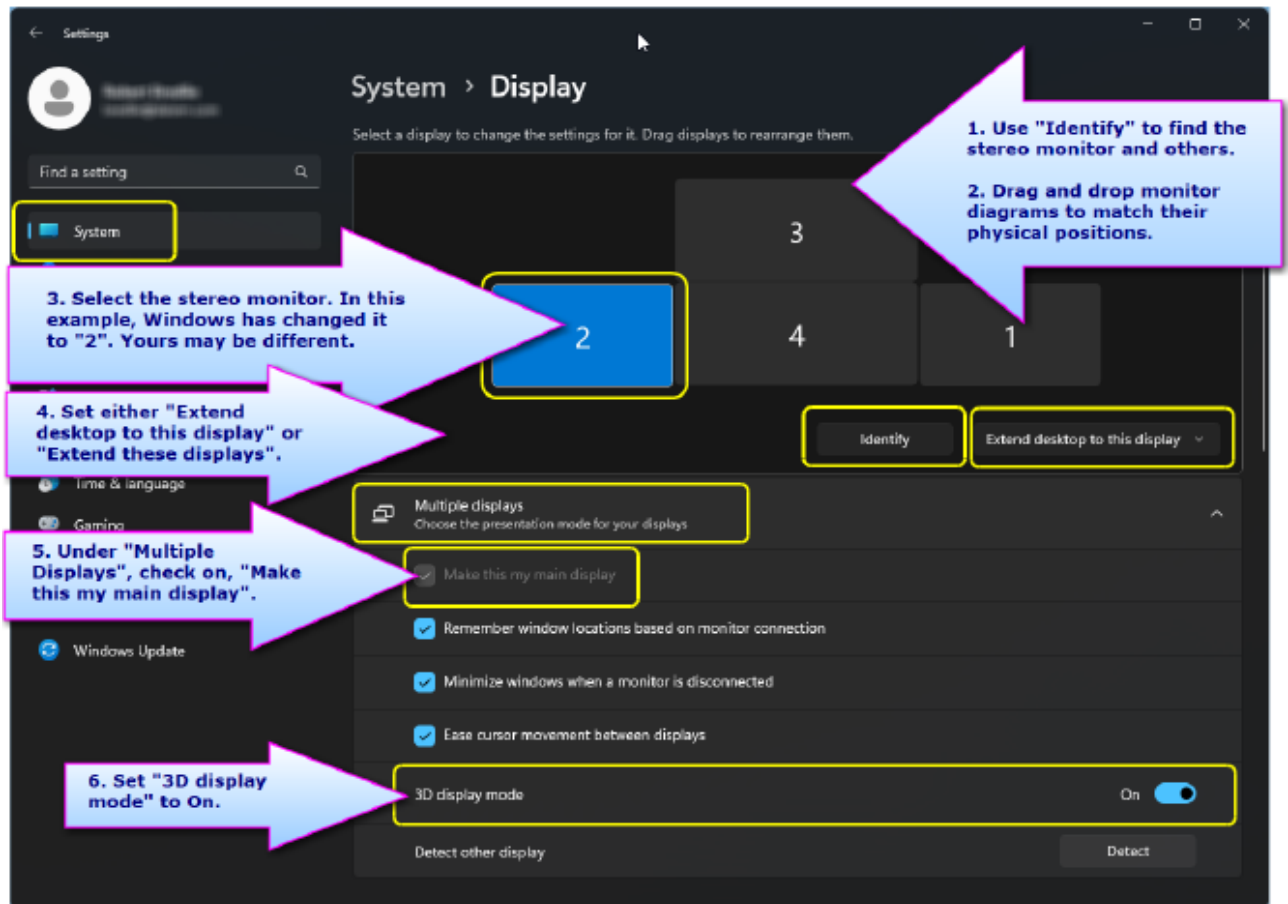 Settings
System > Display
Select a display to change the settings for it. Drag displays to rearrange them.
1. Use "Identify" to find the
stereo monitor and others.
2. Drag and drop monitor
diagrams to match their
physical positions.
Find a setting
System
3
3. Select the stereo monitor. In this
example, Windows has changed it
to "2". Yours may be different.
2
4
1
4. Set either "Extend
desktop to this display" or
"Extend these displays".
Identify
Extend desktop to this display
Time & language
Multiple displays
Choose the presentation mode for your displays
Gaming
5. Under "Multiple
Displays", check on, "Make
this my main display".
Make this my main display
Remember window locations based on monitor connection
Windows Update
Minimize windows when a monitor is disconnected
Ease cursor movement between displays
6. Set "3D display
mode" to On.
3D display mode
On
Detect other display
Detect